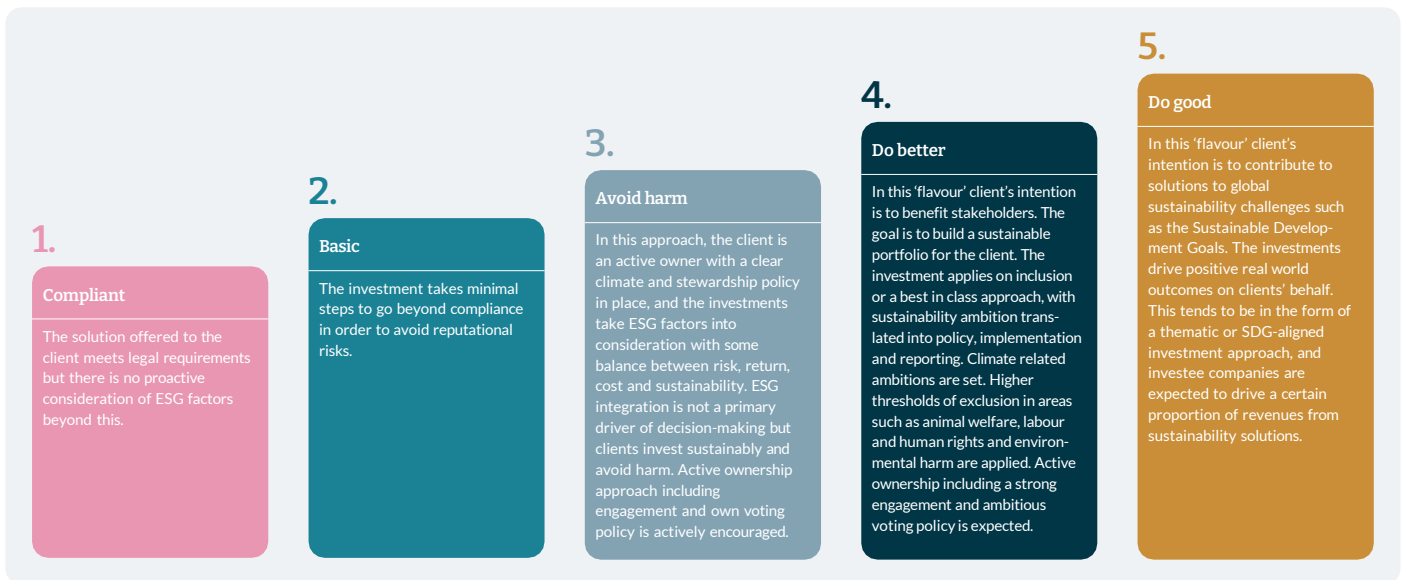 1.
Compliant
The solution offered to the
client meets legal requirements
but there is no proactive
consideration of ESG factors
beyond this.
2.
Basic
The investment takes minimal
steps to go beyond compliance
in order to avoid reputational
risks.
3.
Avoid harm
In this approach, the client is
an active owner with a clear
climate and stewardship policy
in place, and the investments
take ESG factors into
consideration with some
balance between risk, return,
cost and sustainability. ESG
integration is not a primary
driver of decision-making but
clients invest sustainably and
avoid harm. Active ownership
approach including
engagement and own voting
policy is actively encouraged.
4.
Do better
In this ‘flavour’ client’s intention
is to benefit stakeholders. The
goal is to build a sustainable
portfolio for the client. The
investment applies on inclusion
or a best in class approach, with
sustainability ambition trans-
lated into policy, implementation
and reporting. Climate related
ambitions are set. Higher
thresholds of exclusion in areas
such as animal welfare, labour
and human rights and environ-
mental harm are applied. Active
ownership including a strong
engagement and ambitious
voting policy is expected.
5.
Do good
In this ‘flavour’ client’s
intention is to contribute to
solutions to global
sustainability challenges such
as the Sustainable Develop-
ment Goals. The investments
drive positive real world
outcomes on clients’ behalf.
This tends to be in the form of
a thematic or SDG-aligned
investment approach, and
investee companies are
expected to drive a certain
proportion of revenues from
sustainability solutions.